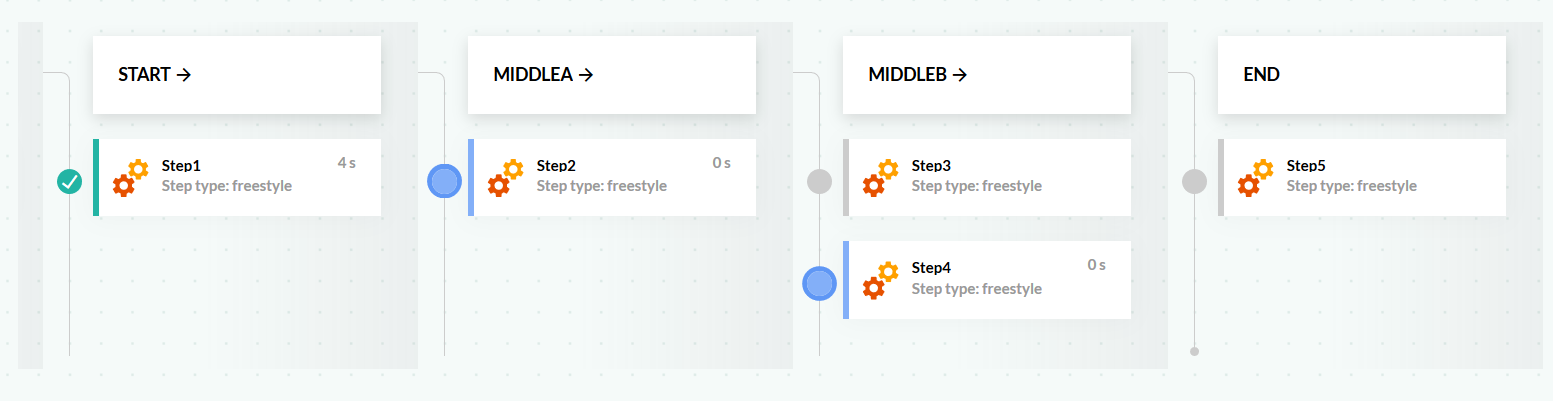 START →
Step1
4 s
Step type: freestyle
MIDDLEA →
Step2
0 s
Step type: freestyle
MIDDLEB →
Step3
Step type: freestyle
Step4
0 s
Step type: freestyle
END
Step5
Step type: freestyle